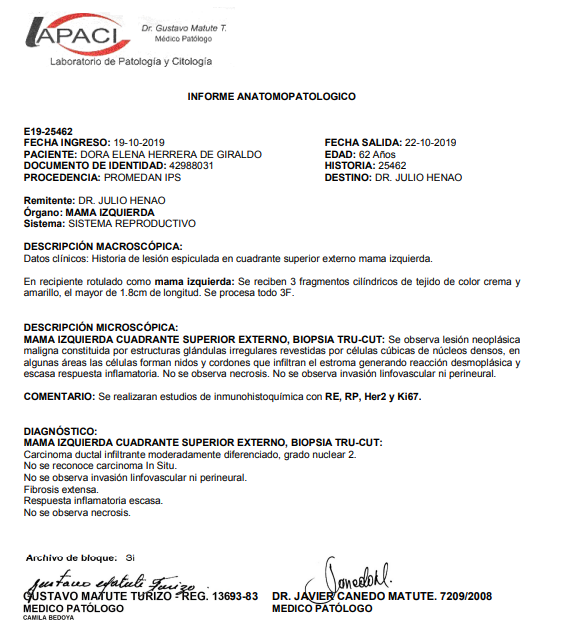 LAPACI
Dr. Gustavo Matute T.
Médico Patólogo
Laboratorio de Patología y Citología
INFORME ANATOMOPATOLOGICO
E19-25462
FECHA INGRESO: 19-10-2019 FECHA SALIDA: 22-10-2019
PACIENTE: DORA ELENA HERRERA DE GIRALDO EDAD: 62 Años
DOCUMENTO DE IDENTIDAD: 42988031 HISTORIA: 25462
PROCEDENCIA: PROMEDAN IPS DESTINO: DR. JULIO HENAO
Remitente: DR. JULIO HENAO
Órgano: MAMA IZQUIERDA
Sistema: SISTEMA REPRODUCTIVO
DESCRIPCIÓN MACROSCÓPICA:
Datos clínicos: Historia de lesión espiculada en cuadrante superior externo mama izquierda.
En recipiente rotulado como mama izquierda: Se reciben 3 fragmentos cilíndricos de tejido de color crema y
amarillo, el mayor de 1.8cm de longitud. Se procesa todo 3F.
DESCRIPCIÓN MICROSCÓPICA:
MAMA IZQUIERDA CUADRANTE SUPERIOR EXTERNO, BIOPSIA TRU-CUT: Se observa lesión neoplásica
maligna constituida por estructuras glándulas irregulares revestidas por células cúbicas de núcleos densos, en
algunas áreas las células forman nidos y cordones que infiltran el estroma generando reacción desmoplásica y
escasa respuesta inflamatoria. No se observa necrosis. No se observa invasión linfovascular ni perineural.
COMENTARIO: Se realizaran estudios de inmunohistoquímica con RE, RP, Her2 y Ki67.
DIAGNÓSTICO:
MAMA IZQUIERDA CUADRANTE SUPERIOR EXTERNO, BIOPSIA TRU-CUT:
Carcinoma ductal infiltrante moderadamente diferenciado, grado nuclear 2.
No se reconoce carcinoma In Situ.
No se observa invasión linfovascular ni perineural.
Fibrosis extensa.
Respuesta inflamatoria escasa.
No se observa necrosis.
Archivo de bloque: Si
Gustavo Matute Turizo
GUSTAVO MATUTE TURIZO - REG. 13693-83 DR. JAVIER CANEDO MATUTE. 7209/2008
MEDICO PATÓLOGO MEDICO PATÓLOGO
CAMILA BEDOYA